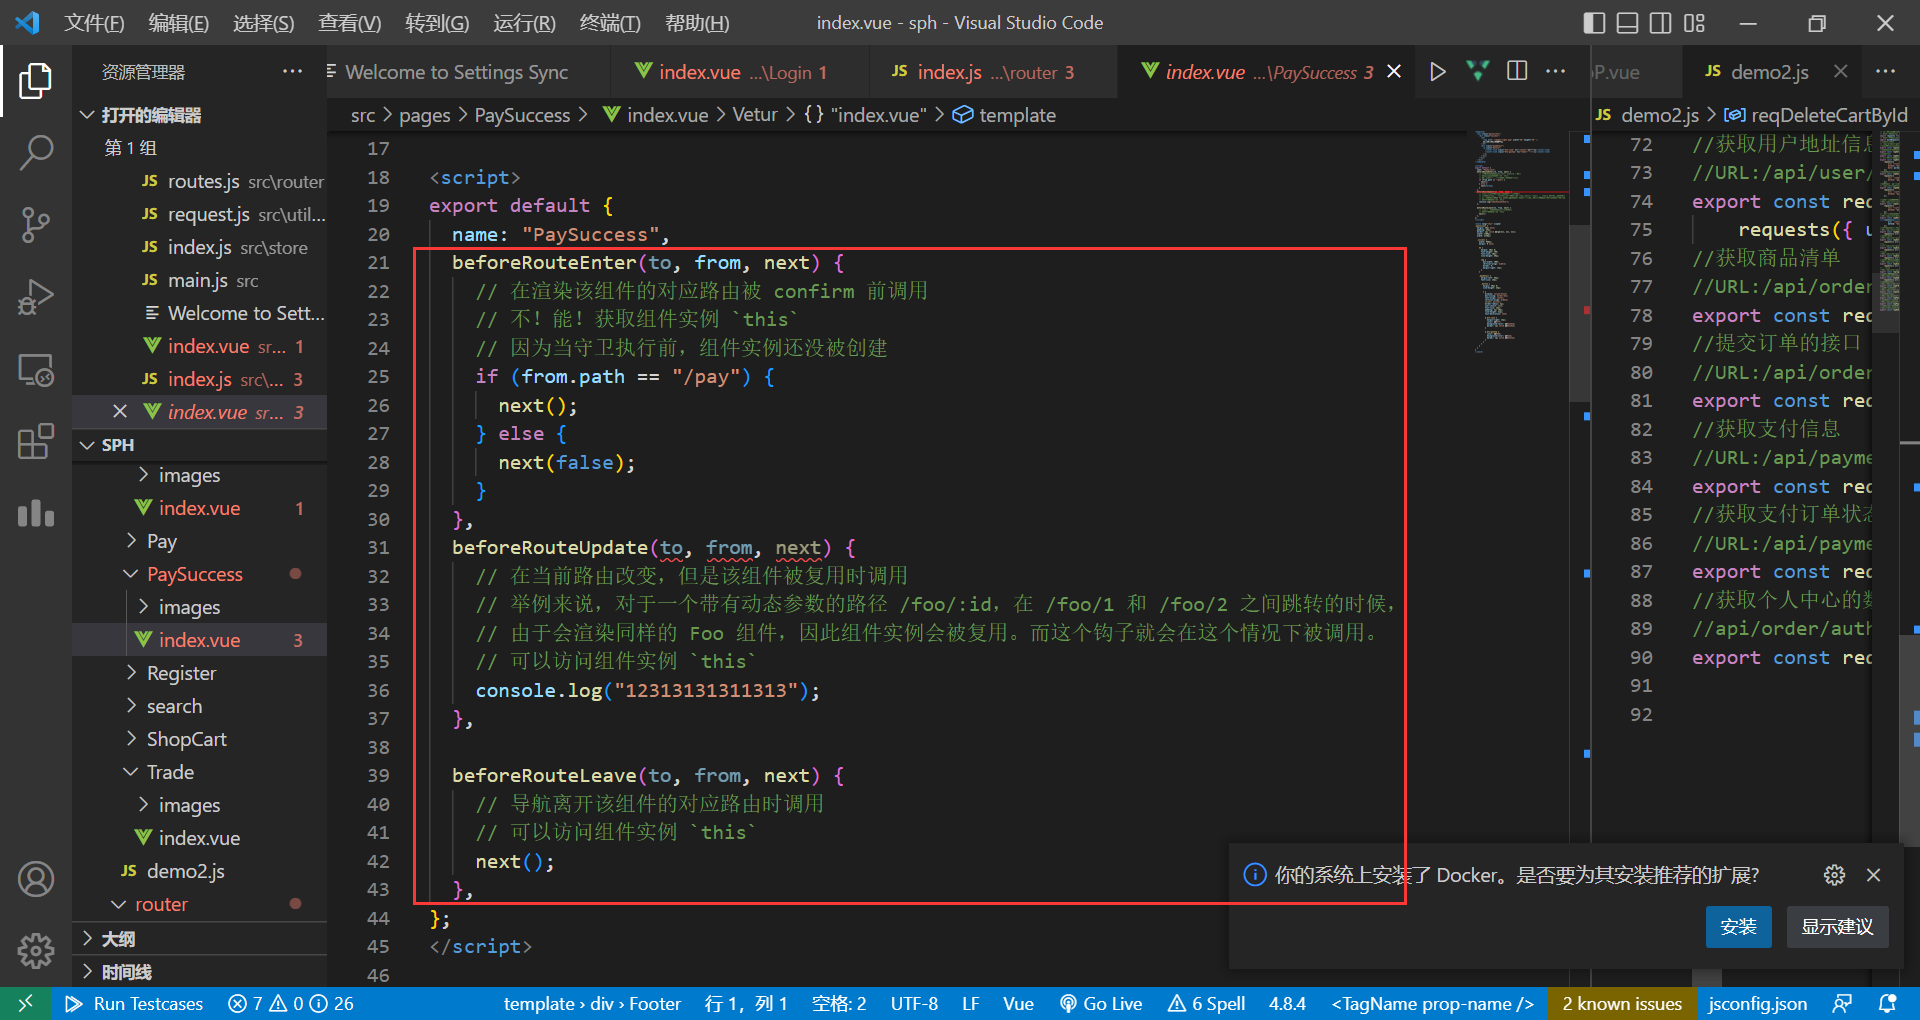 文件(F) 编辑(E) 选择(S) 查看(V) 转到(G) 运行(R) 终端(T) 帮助(H) index.vue - sph - Visual Studio Code
资源管理器
打开的编辑器
第 1 组
JS routes.js src\router
JS request.js src\util...
JS index.js src\store
JS main.js src
Welcome to Sett...
index.vue sr... 1
JS index.js src\... 3
index.vue sr... 3
SPH
images
index.vue 1
Pay
PaySuccess
images
index.vue 3
Register
search
ShopCart
Trade
images
index.vue
JS demo2.js
router
大纲
时间线
Welcome to Settings Sync index.vue ...\Login 1 JS index.js ...\router 3 index.vue ...\PaySuccess 3
src > pages > PaySuccess > index.vue > Vetur > {} "index.vue" > template
17
18 <script>
19 export default {
20 name: "PaySuccess",
21 beforeRouteEnter(to, from, next) {
22 // 在渲染该组件的对应路由被 confirm 前调用
23 // 不！能！获取组件实例 `this`
24 // 因为当守卫执行前，组件实例还没被创建
25 if (from.path == "/pay") {
26 next();
27 } else {
28 next(false);
29 }
30 },
31 beforeRouteUpdate(to, from, next) {
32 // 在当前路由改变，但是该组件被复用时调用
33 // 举例来说，对于一个带有动态参数的路径 /foo/:id，在 /foo/1 和 /foo/2 之间跳转的时候，
34 // 由于会渲染同样的 Foo 组件，因此组件实例会被复用。而这个钩子就会在这个情况下被调用。
35 // 可以访问组件实例 `this`
36 console.log("12313131311313");
37 },
38
39 beforeRouteLeave(to, from, next) {
40 // 导航离开该组件的对应路由时调用
41 // 可以访问组件实例 `this`
42 next();
43 },
44 };
45 </script>
46
P.vue JS demo2.js
JS demo2.js > reqDeleteCartById
72 //获取用户地址信息
73 //URL:/api/user/
74 export const req
75 requests({ u
76 //获取商品清单
77 //URL:/api/order
78 export const req
79 //提交订单的接口
80 //URL:/api/order
81 export const req
82 //获取支付信息
83 //URL:/api/payme
84 export const req
85 //获取支付订单状态
86 //URL:/api/payme
87 export const req
88 //获取个人中心的数
89 //api/order/auth
90 export const req
91
92
你的系统上安装了 Docker。是否要为其安装推荐的扩展?
安装 显示建议
Run Testcases 7 0 26 template › div › Footer 行 1，列 1 空格: 2 UTF-8 LF Vue Go Live 6 Spell 4.8.4 <TagName prop-name /> 2 known issues jsconfig.json